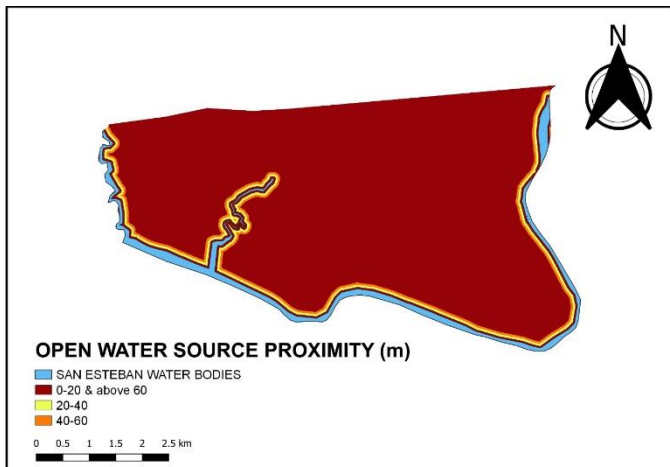 N
OPEN WATER SOURCE PROXIMITY (m)
SAN ESTEBAN WATER BODIES
0-20 & above 60
20-40
40-60
0 0.5 1 1.5 2 2.5 km